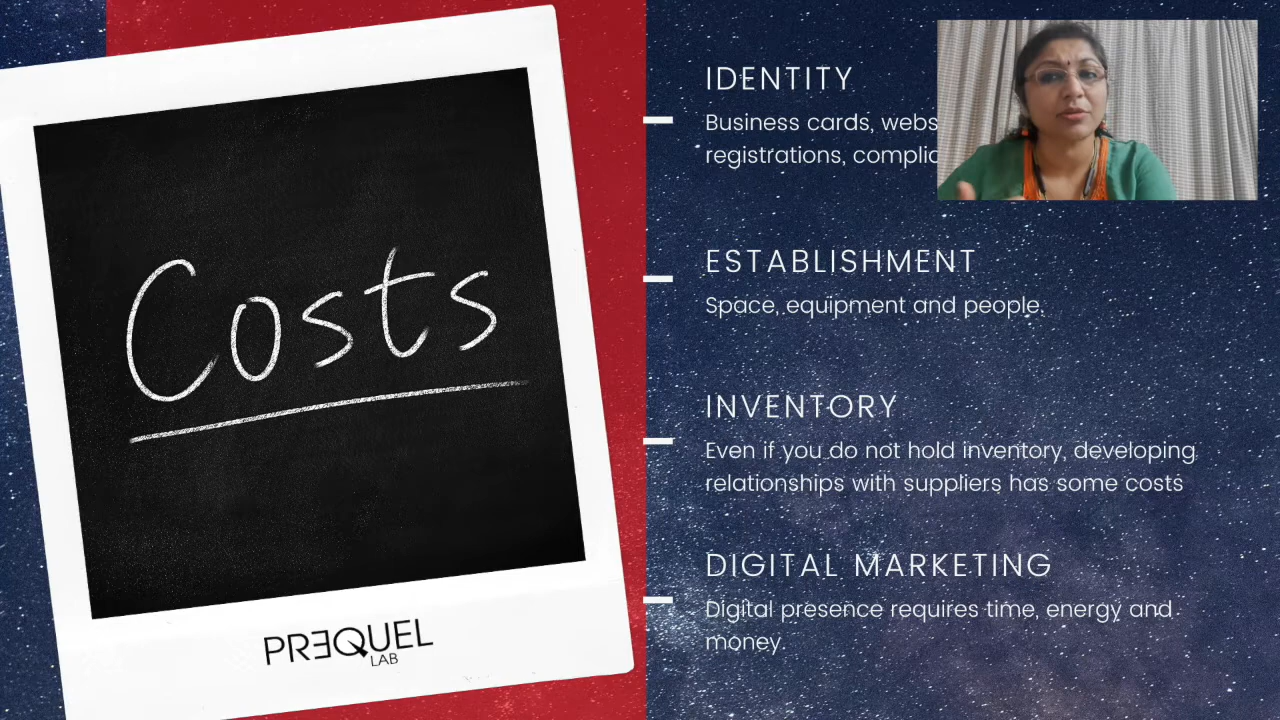 Costs
PREQUEL
LAB
IDENTITY
Business cards,
registrations,
ESTABLISHMENT
Space, equipment and people.
INVENTORY
Even if you do not hold inventory, developing
relationships with suppliers has some costs
DIGITAL MARKETING
Digital presence requires time, energy and
money.